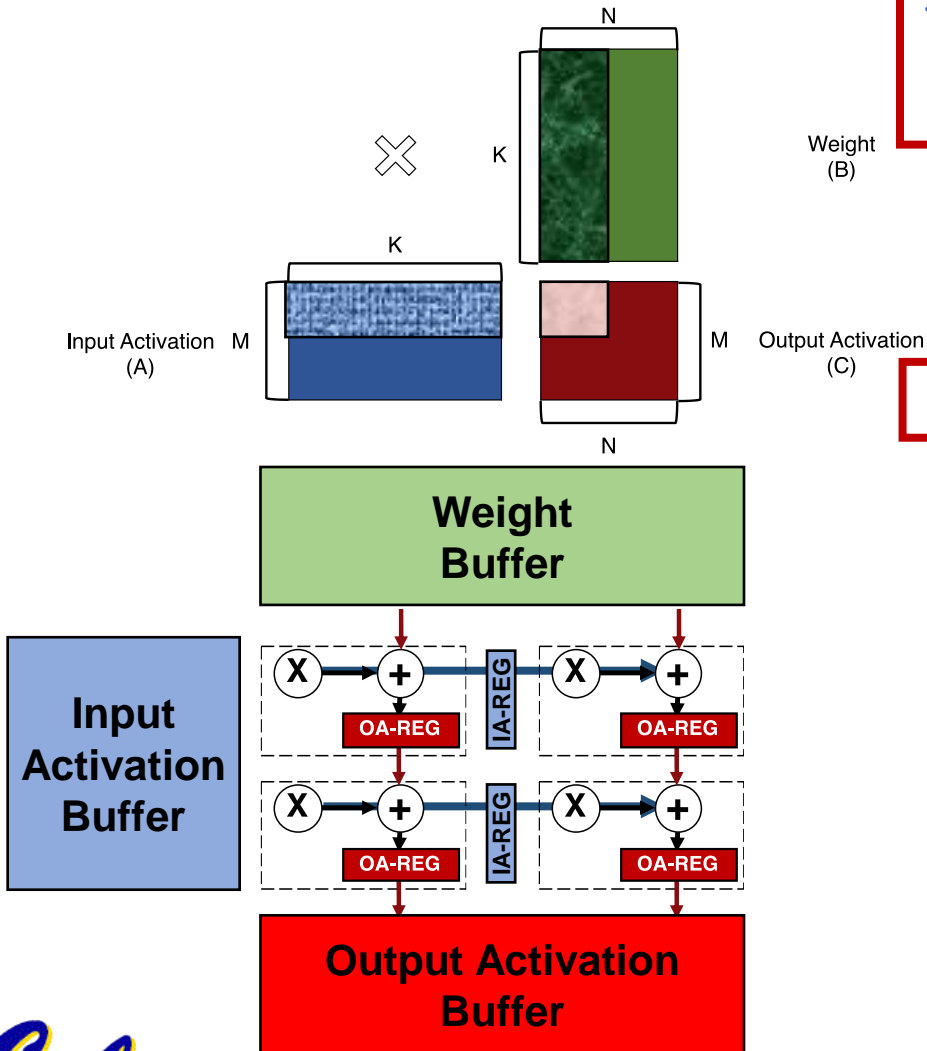 N
K
Weight
(B)
K
Input Activation
(A)
M
M
Output Activation
(C)
N
Weight
Buffer
Input
Activation
Buffer
X
+
IA-REG
X
+
OA-REG
OA-REG
X
+
IA-REG
X
+
OA-REG
OA-REG
Output Activation
Buffer